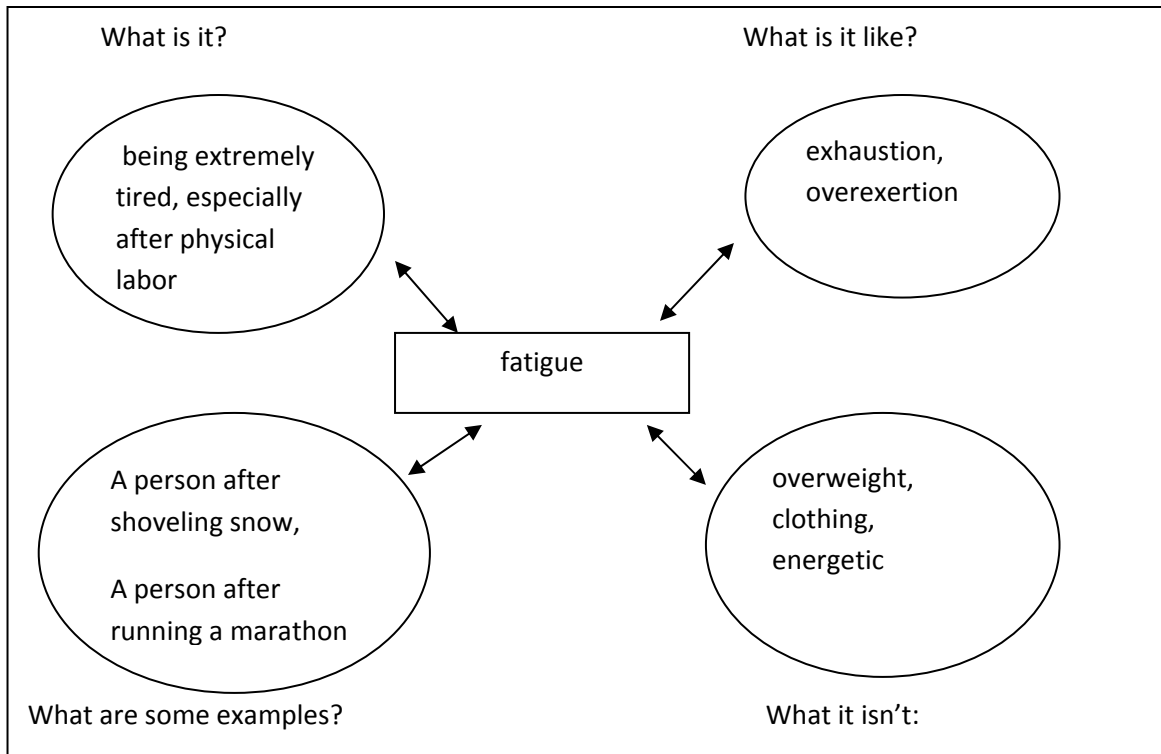 What is it?
What is it like?
being extremely
tired, especially
after physical
labor
exhaustion,
overexertion
fatigue
A person after
shoveling snow,
A person after
running a marathon
overweight,
clothing,
energetic
What are some examples?
What it isn't: